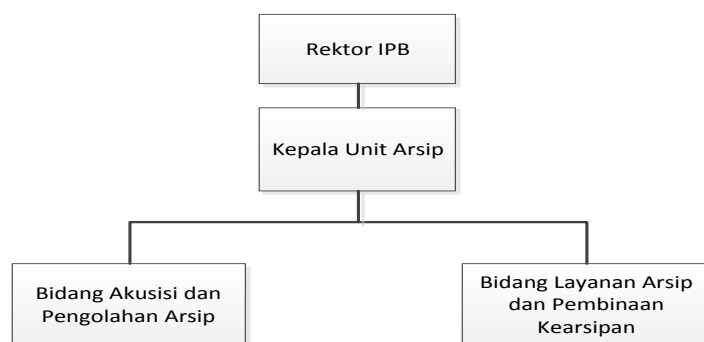 Rektor IPB
Kepala Unit Arsip
Bidang Akusisi dan
Pengolahan Arsip
Bidang Layanan Arsip
dan Pembinaan
Kearsipan